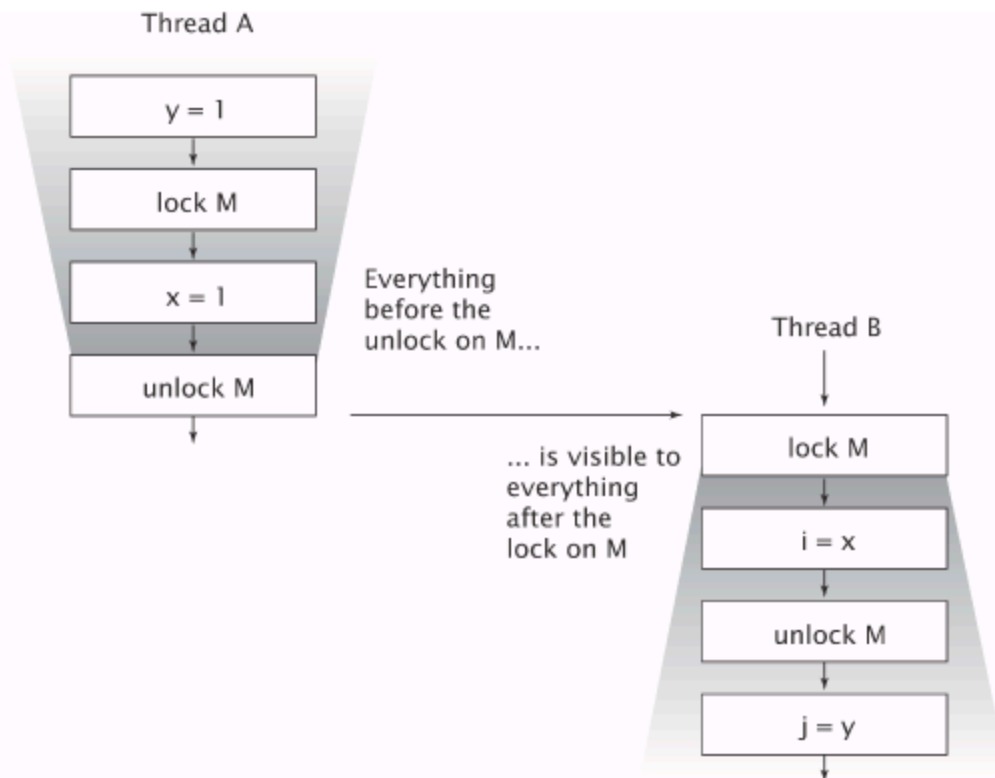 Thread A
y = 1
lock M
x = 1
unlock M
Everything
before the
unlock on M...
Thread B
... is visible to
everything
after the
lock on M
lock M
i = x
unlock M
j = y